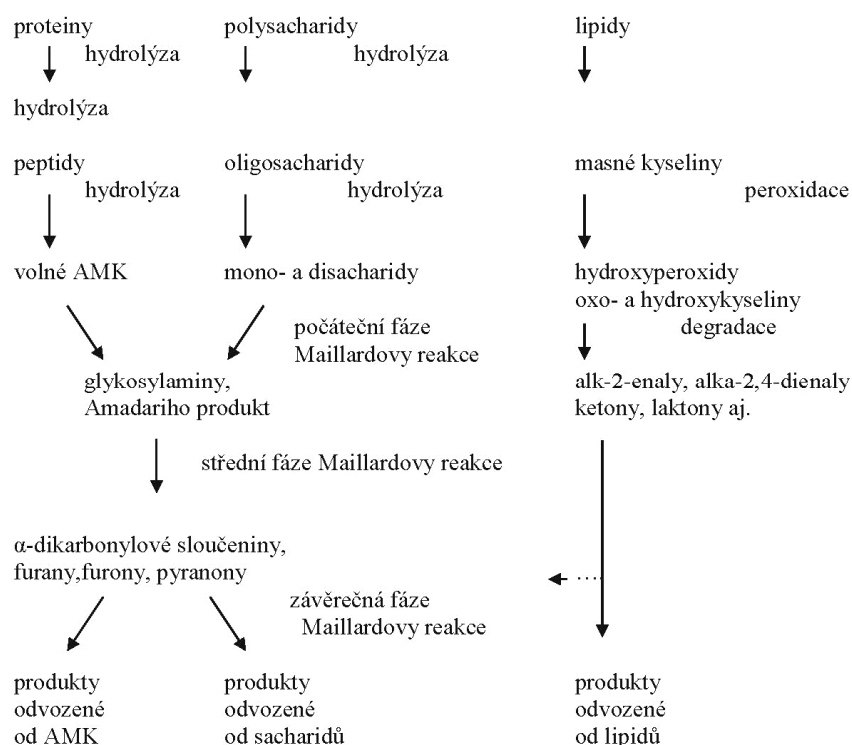 proteiny
hydrolýza
polysacharidy
hydrolýza
lipidy
hydrolýza
peptidy
hydrolýza
oligosacharidy
hydrolýza
masné kyseliny
peroxidace
volné AMK
mono- a disacharidy
hydroxyperoxidy
oxo- a hydroxykyseliny
počáteční fáze
Maillardovy reakce
degradace
glykosylaminy,
Amadariho produkt
alk-2-enaly, alka-2,4-dienaly
ketony, laktony aj.
střední fáze Maillardovy reakce
α-dikarbonylové sloučeniny,
furany,furony, pyranony
závěrečná fáze
Maillardovy reakce
produkty
odvozené
od AMK
produkty
odvozené
od sacharidů
produkty
odvozené
od lipidů